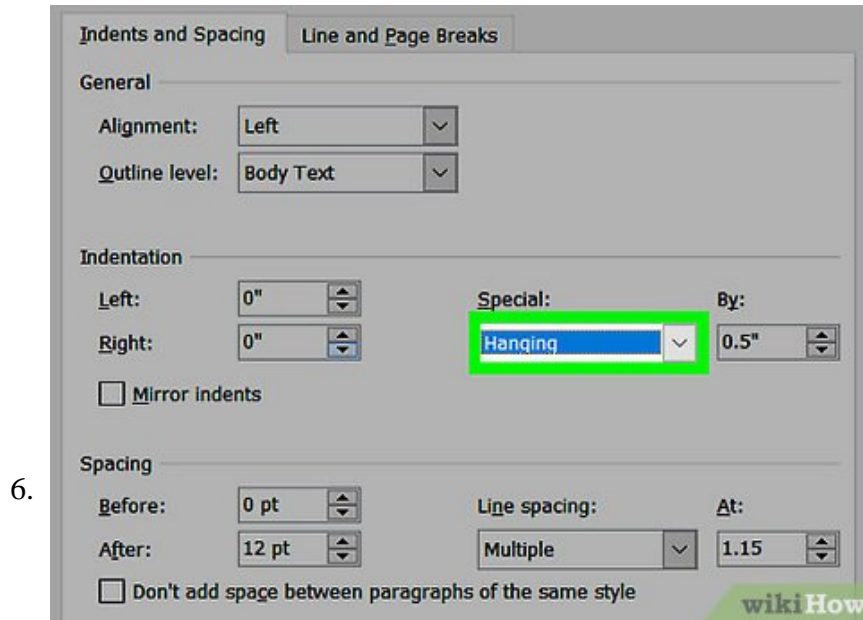 Indents and Spacing Line and Page Breaks
General
Alignment: Left
Outline level: Body Text
Indentation
Left: 0" Special: By:
Right: 0" Hanging 0.5"
Mirror indents
Spacing
6.
Before: 0 pt Line spacing: At:
After: 12 pt Multiple 1.15
Don't add space between paragraphs of the same style
wikiHow